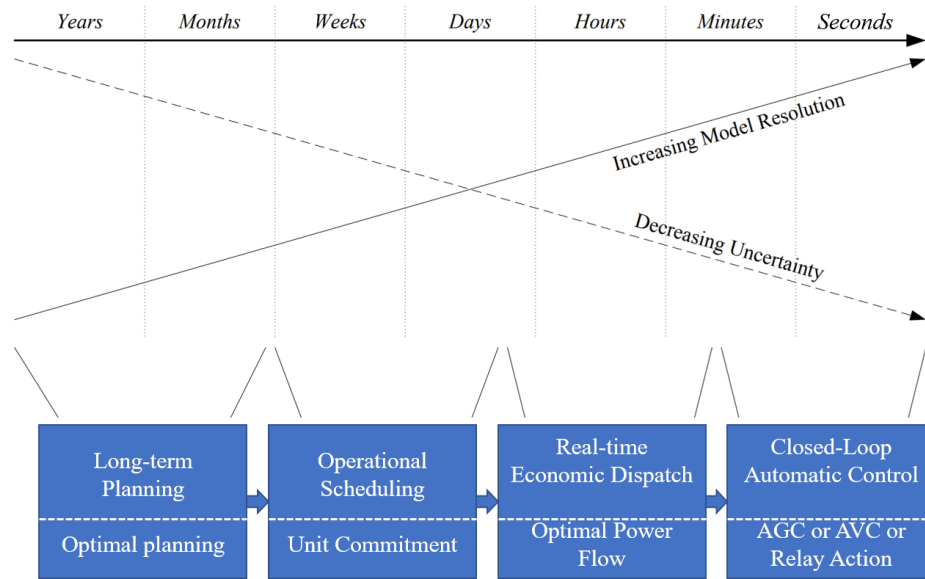 Years Months Weeks Days Hours Minutes Seconds
Increasing Model Resolution
Decreasing Uncertainty
Long-term
Planning
Optimal planning
Operational
Scheduling
Unit Commitment
Real-time
Economic Dispatch
Optimal Power
Flow
Closed-Loop
Automatic Control
AGC or AVC or
Relay Action